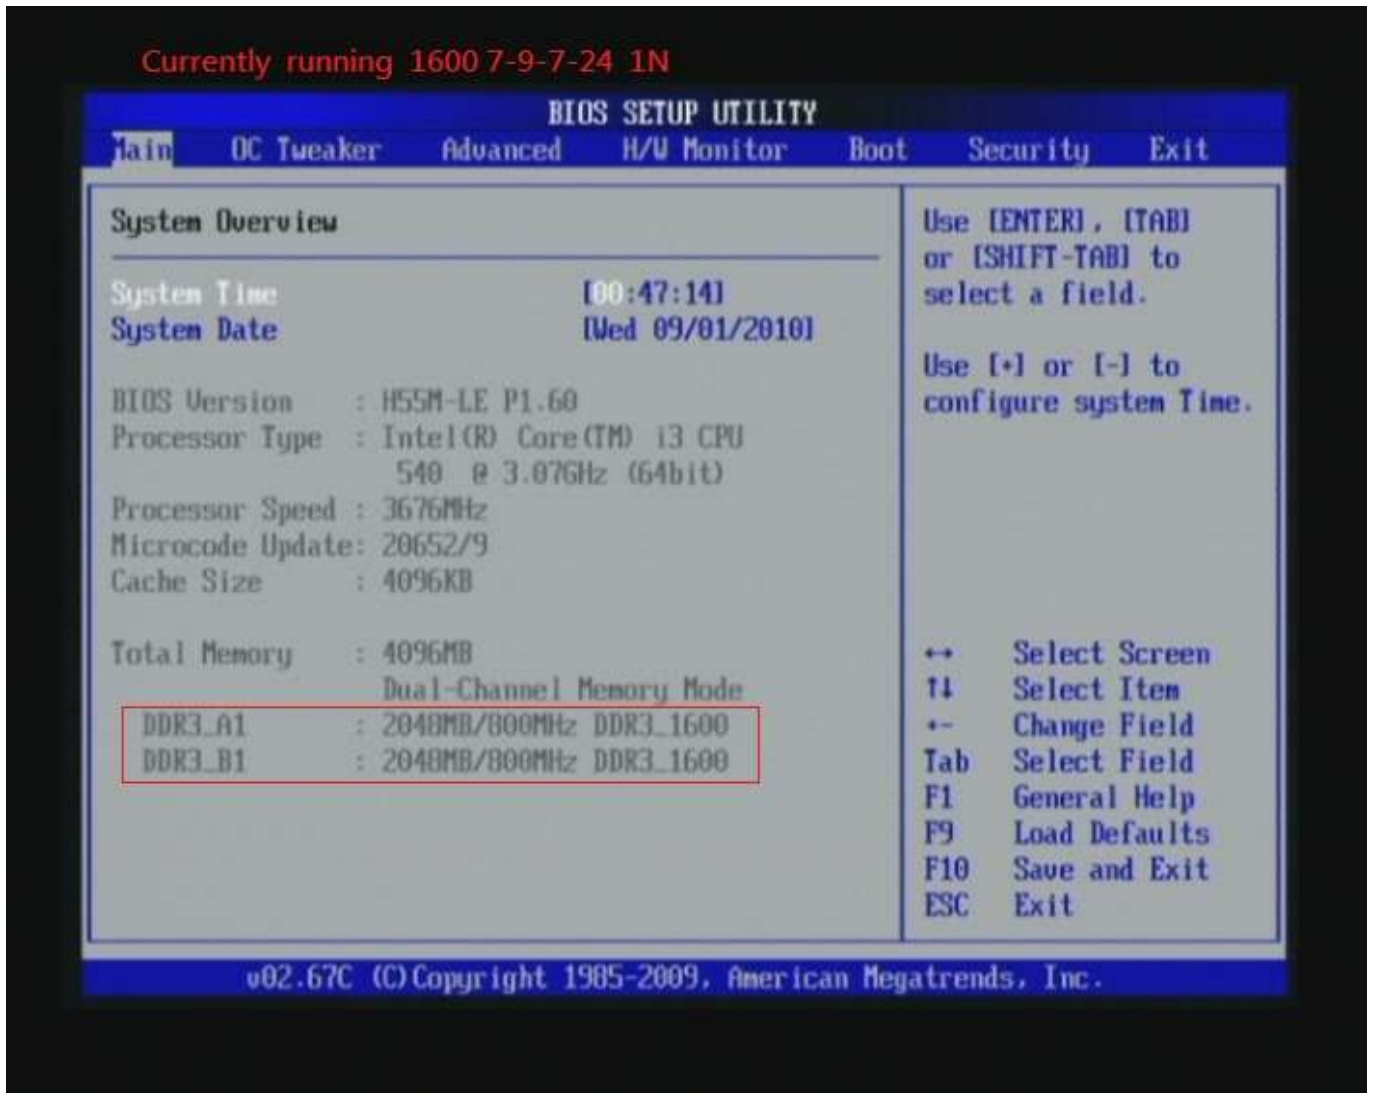 Currently running 1600 7-9-7-24 1N
BIOS SETUP UTILITY
Main OC Tweaker Advanced H/W Monitor Boot Security Exit
System Overview
System Time [00:47:14]
System Date [Wed 09/01/2010]
BIOS Version : H55M-LE P1.60
Processor Type : Intel(R) Core(TM) i3 CPU
540 @ 3.07GHz (64bit)
Processor Speed : 3676MHz
Microcode Update: 20652/9
Cache Size : 4096KB
Total Memory : 4096MB
Dual-Channel Memory Mode
DDR3_A1 : 2048MB/800MHz DDR3_1600
DDR3_B1 : 2048MB/800MHz DDR3_1600
Use [ENTER], [TAB]
or [SHIFT-TAB] to
select a field.
Use [+] or [-] to
configure system Time.
↔ Select Screen
↑↓ Select Item
+- Change Field
Tab Select Field
F1 General Help
F9 Load Defaults
F10 Save and Exit
ESC Exit
v02.67C (C)Copyright 1985-2009, American Megatrends, Inc.